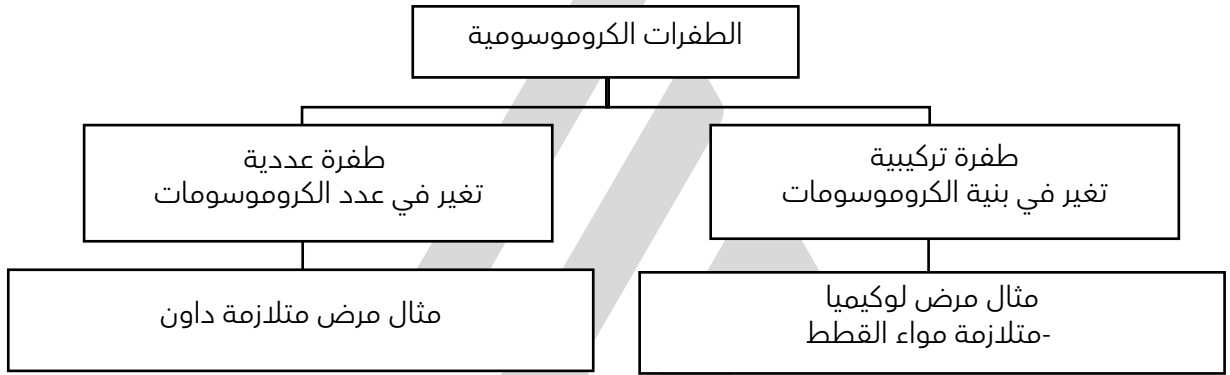 الطفرات الكروموسومية
طفرة تركيبية
تغير في بنية الكروموسومات
طفرة عددية
تغير في عدد الكروموسومات
مثال مرض لوكيميا
-متلازمة مواء القطط
مثال مرض متلازمة داون